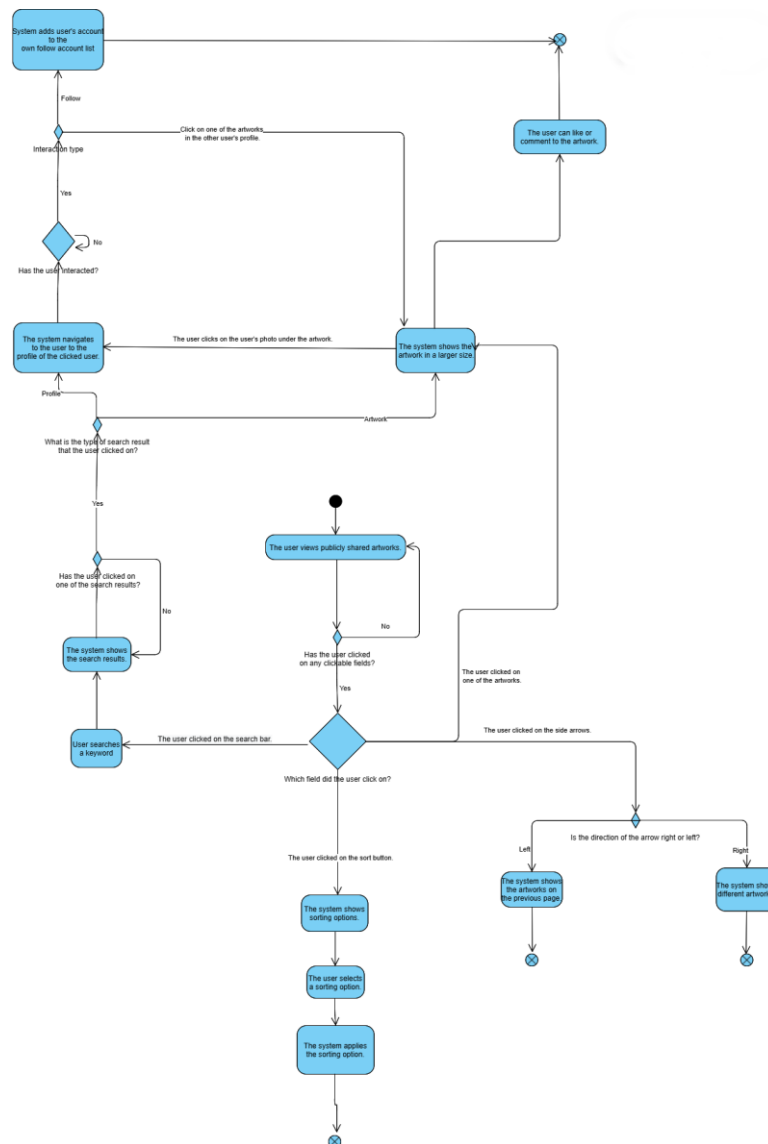 System adds user's account
to the
own follow account list
Follow
Click on one of the artworks
in the other user's profile.
The user can like or
comment to the artwork.
Interaction type
Yes
No
Has the user interacted?
The system navigates
to the user to the
profile of the clicked user.
The user clicks on the user's photo under the artwork.
The system shows the
artwork in a larger size.
Profile
Artwork
What is the type of search result
that the user clicked on?
Yes
The user views publicly shared artworks.
Has the user clicked on
one of the search results?
No
No
Has the user clicked
on any clickable fields?
The system shows
the search results.
The user clicked on
one of the artworks.
Yes
The user clicked on the side arrows.
User searches
a keyword
The user clicked on the search bar.
Which field did the user click on?
Is the direction of the arrow right or left?
Left
Right
The user clicked on the sort button.
The system shows
the artworks on
the previous page
The system sho
different artwork
The system shows
sorting options.
The user selects
a sorting option.
The system applies
the sorting option.